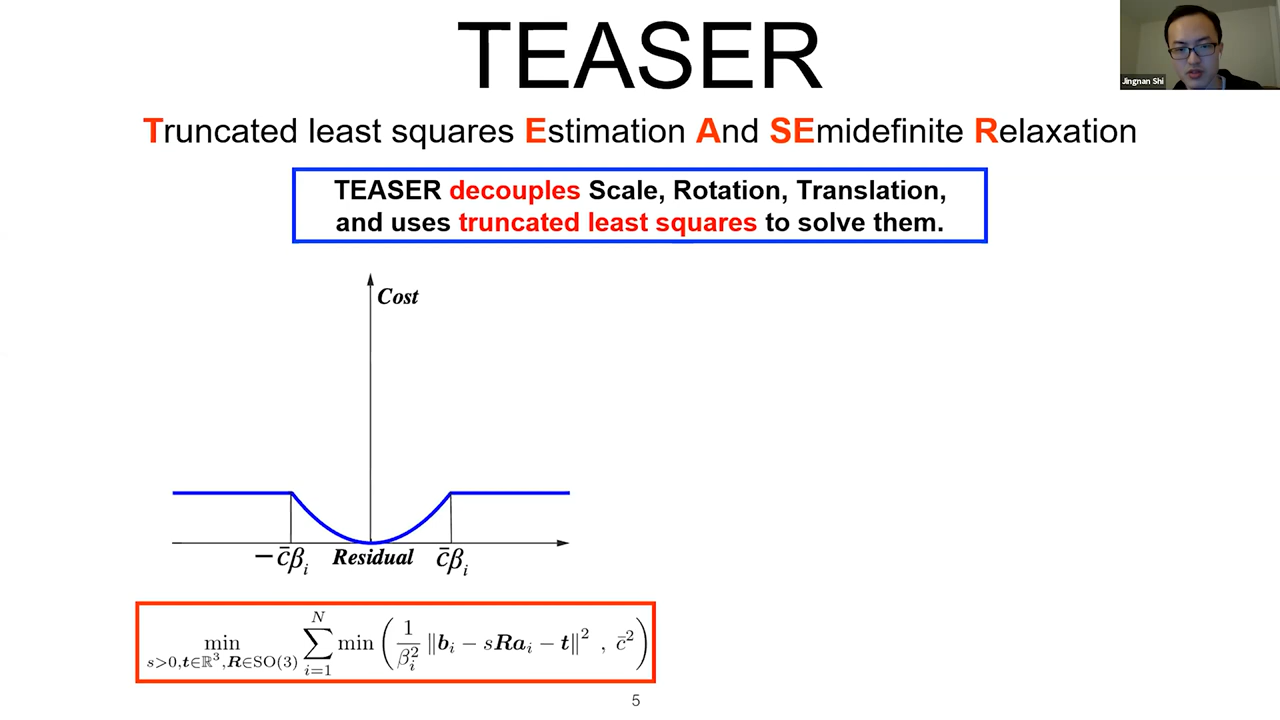 TEASER
Jingnan Shi
Truncated least squares Estimation And SEmidefinite Relaxation
TEASER decouples Scale, Rotation, Translation,
and uses truncated least squares to solve them.
Cost
−c̄βᵢ Residual c̄βᵢ
min_{s>0,t∈ℝ³,R∈SO(3)} ∑_{i=1}^{N} min ( 1/βᵢ² ‖bᵢ − sRaᵢ − t‖² , c̄² )
5